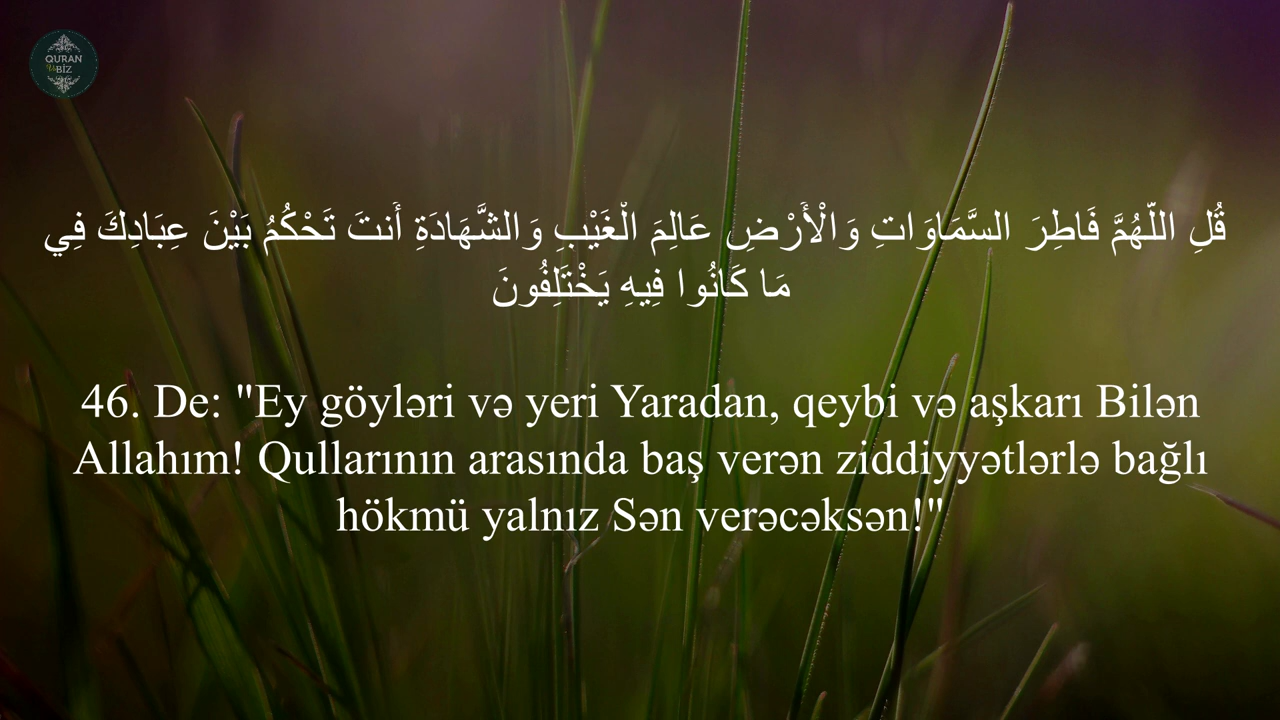 QURAN
Və BİZ
قُلِ اللَّهُمَّ فَاطِرَ السَّمَاوَاتِ وَالْأَرْضِ عَالِمَ الْغَيْبِ وَالشَّهَادَةِ أَنتَ تَحْكُمُ بَيْنَ عِبَادِكَ فِي
مَا كَانُوا فِيهِ يَخْتَلِفُونَ
46. De: "Ey göyləri və yeri Yaradan, qeybi və aşkarı Bilən
Allahım! Qullarının arasında baş verən ziddiyyətlərlə bağlı
hökmü yalnız Sən verəcəksən!"